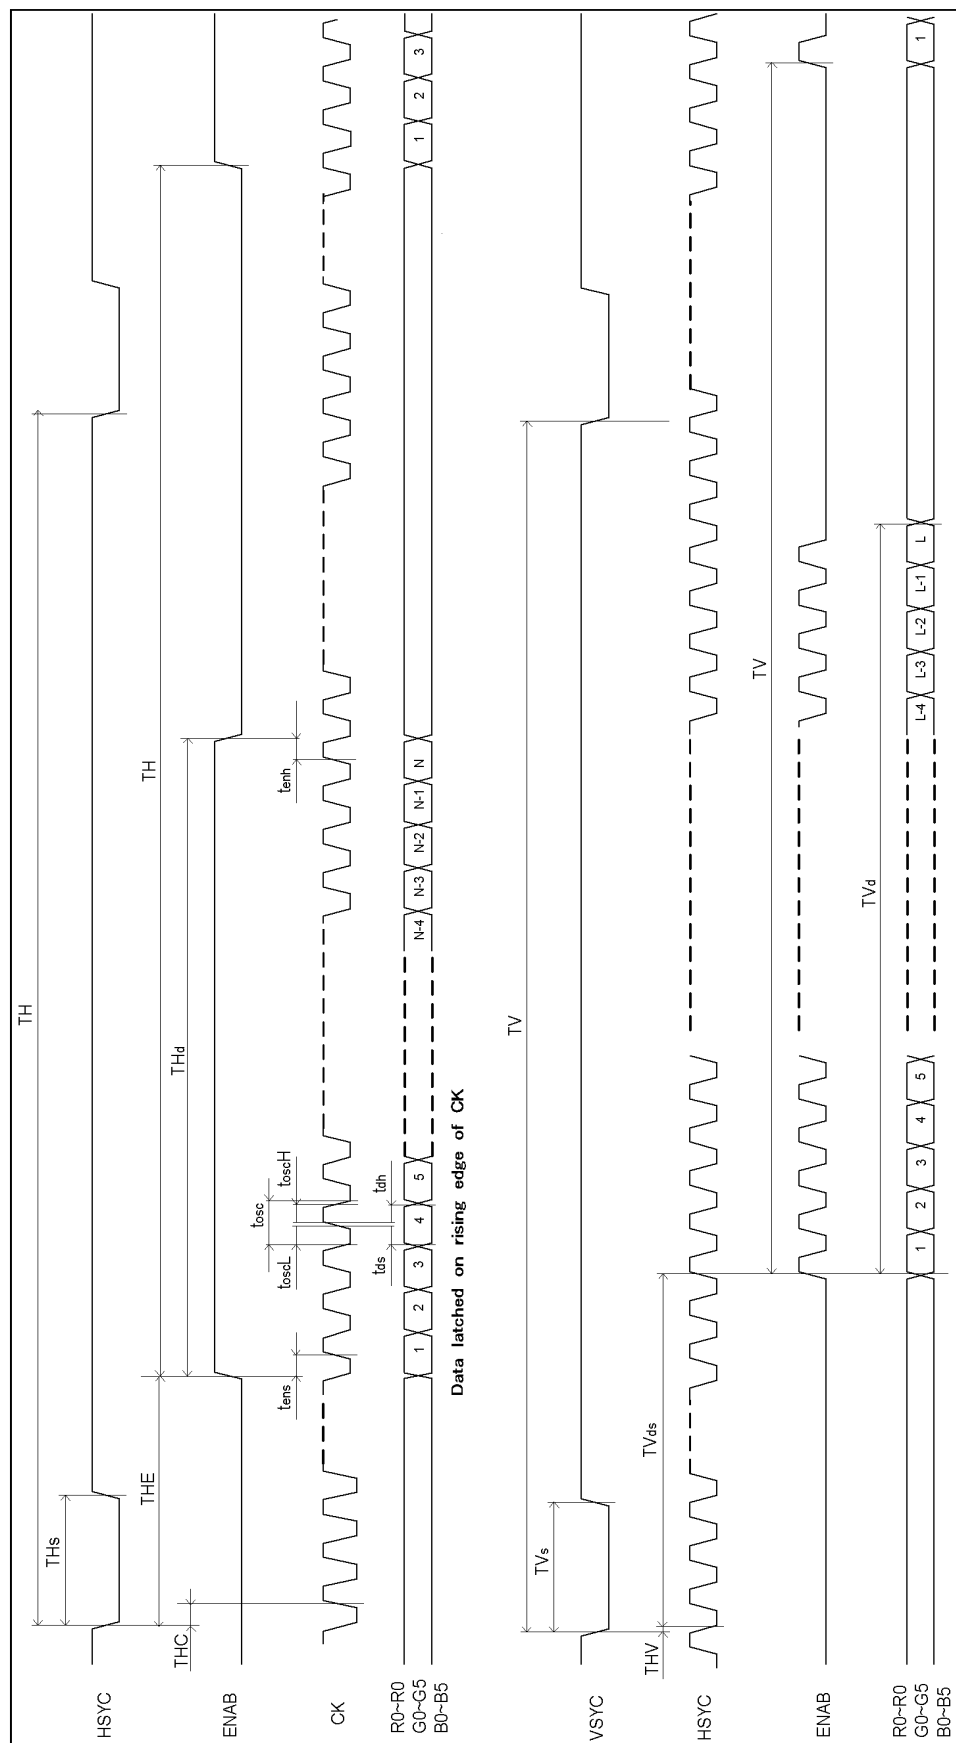 HSYC
THs
TH
THC
THE
ENAB
THd
TH
tens
toscL
tosc
toscH
tenh
CK
tds
tdh
R0~R0
G0~G5
B0~B5
1
2
3
4
5
N-4
N-3
N-2
N-1
N
1
2
3
Data latched on rising edge of CK
VSYC
TVs
TV
THV
TVds
HSYC
TV
ENAB
TVd
R0~R0
G0~G5
B0~B5
1
2
3
4
5
L-4
L-3
L-2
L-1
L
1